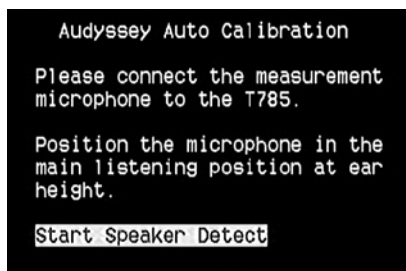 Audyssey Auto Calibration
Please connect the measurement
microphone to the T785.
Position the microphone in the
main listening position at ear
height.
Start Speaker Detect